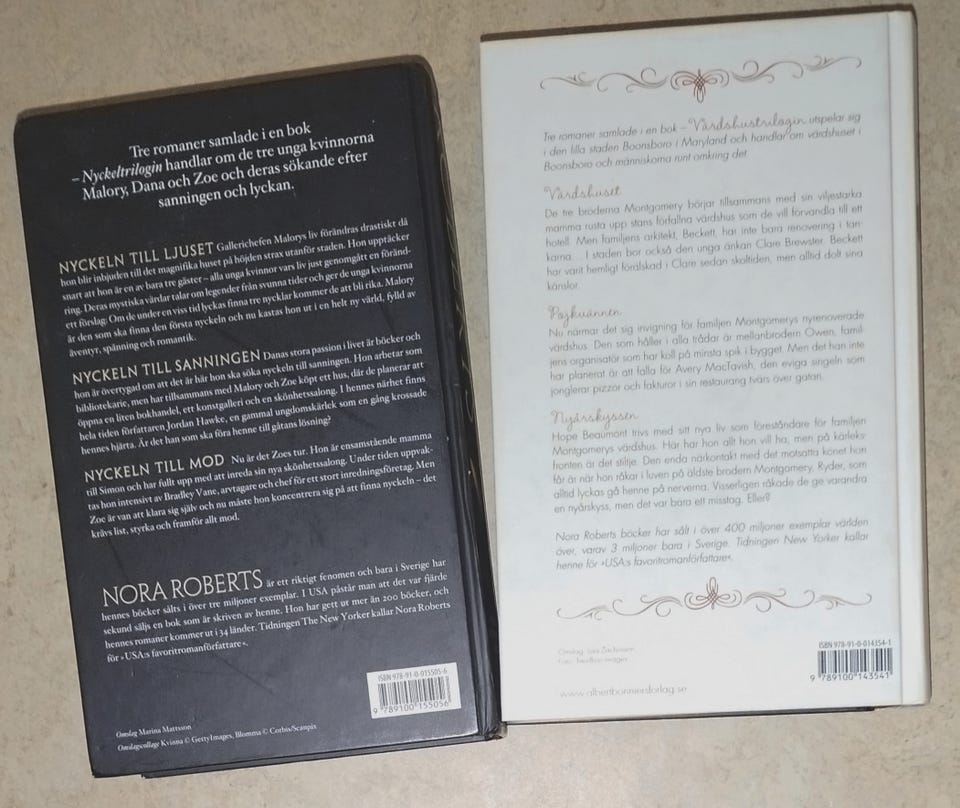 Tre romaner samlade i en bok
– Nyckeltrilogin handlar om de tre unga kvinnorna
Malory, Dana och Zoe och deras sökande efter
sanningen och lyckan.
NYCKELN TILL LJUSET Gallerichefen Malorys liv förändras drastiskt då
hon blir inbjuden till det magnifika huset på höjden strax utanför staden. Hon upptäcker
snart att hon är en av bara tre gäster – alla unga kvinnor vars liv just genomgått en föränd-
ring. Deras mystiska värdar talar om legender från svunna tider och ger de unga kvinnorna
ett förslag. Om de under en viss tid lyckas finna tre nycklar kommer de att bli rika. Malory
är den som ska finna den första nyckeln och nu kastas hon ut i en helt ny värld, fylld av
äventyr, spänning och romantik.
NYCKELN TILL SANNINGEN Danas stora passion i livet är böcker och
hon är övertygad om att det är här hon ska söka nyckeln till sanningen. Hon arbetar som
bibliotekarie, men har tillsammans med Malory och Zoe köpt ett hus, där de planerar att
öppna en liten bokhandel, ett konstgalleri och en skönhetssalong. I hennes närhet finns
hela tiden författaren Jordan Hawke, en gammal ungdomskärlek som en gång krossade
hennes hjärta. Är det han som ska föra henne till gåtans lösning?
NYCKELN TILL MOD Nu är det Zoes tur. Hon är ensamstående mamma
till Simon och har fullt upp med att inreda sin nya skönhetssalong. Under tiden uppvak-
tas hon intensivt av Bradley Vane, arvtagare och chef för ett stort inredningsföretag. Men
Zoe är van att klara sig själv och nu måste hon koncentrera sig på att finna nyckeln – det
krävs list, styrka och framför allt mod.
NORA ROBERTS är ett riktigt fenomen och bara i Sverige har
hennes böcker sålts i över tre miljoner exemplar. I USA påstår man att det var fjärde
sekund säljs en bok som är skriven av henne. Hon har gett ut mer än 200 böcker, och
hennes romaner kommer ut i 34 länder. Tidningen The New Yorker kallar Nora Roberts
för »USA:s favoritromanförfattare«.
ISBN 978-91-0-015505-6
9 789100 155056
Omslag Marina Mattsson
Omslagscollage Kviana © GettyImages, Blomma © Corbis/Scanpix
Tre romaner samlade i en bok – Värdshustrilogin utspelar sig
i den lilla staden Boonsboro i Maryland och handlar om värdshuset i
Boonsboro och människorna runt omkring det.
Värdshuset
De tre bröderna Montgomery börjar tillsammans med sin viljestarka
mamma rusta upp stans förfallna värdshus som de vill förvandla till ett
hotell. Men familjens arkitekt, Beckett, har inte bara renovering i tan-
karna... I staden bor också den unga änkan Clare Brewster. Beckett
har varit hemligt förälskad i Clare sedan skoltiden, men alltid dolt sina
känslor.
Pojkvännen
Nu närmar det sig invigning för familjen Montgomerys nyrenoverade
värdshus. Den som håller i alla trådar är mellanbrodern Owen, famil-
jens organisatör som har koll på minsta spik i bygget. Men det han inte
har planerat är att falla för Avery MacTavish, den eviga singeln som
jonglerar pizzor och fakturor i sin restaurang tvärs över gatan.
Nyårskyssen
Hope Beaumont trivs med sitt nya liv som föreståndare för familjen
Montgomerys värdshus. Här har hon allt hon vill ha, men på kärleks-
fronten är det stiltje. Den enda närkontakt med det motsatta könet hon
får är när hon råkar i luven på äldste brodern Montgomery, Ryder, som
alltid lyckas gå henne på nerverna. Visserligen råkade de ge varandra
en nyårskyss, men det var bara ett misstag. Eller?
Nora Roberts böcker har sålt i över 400 miljoner exemplar världen
över, varav 3 miljoner bara i Sverige. Tidningen New Yorker kallar
henne för »USA:s favoritromanförfattare«.
Omslag:
Foto:
www.albertbonniersforlag.se
ISBN 978-91-0-014354-1
9 789100 143541